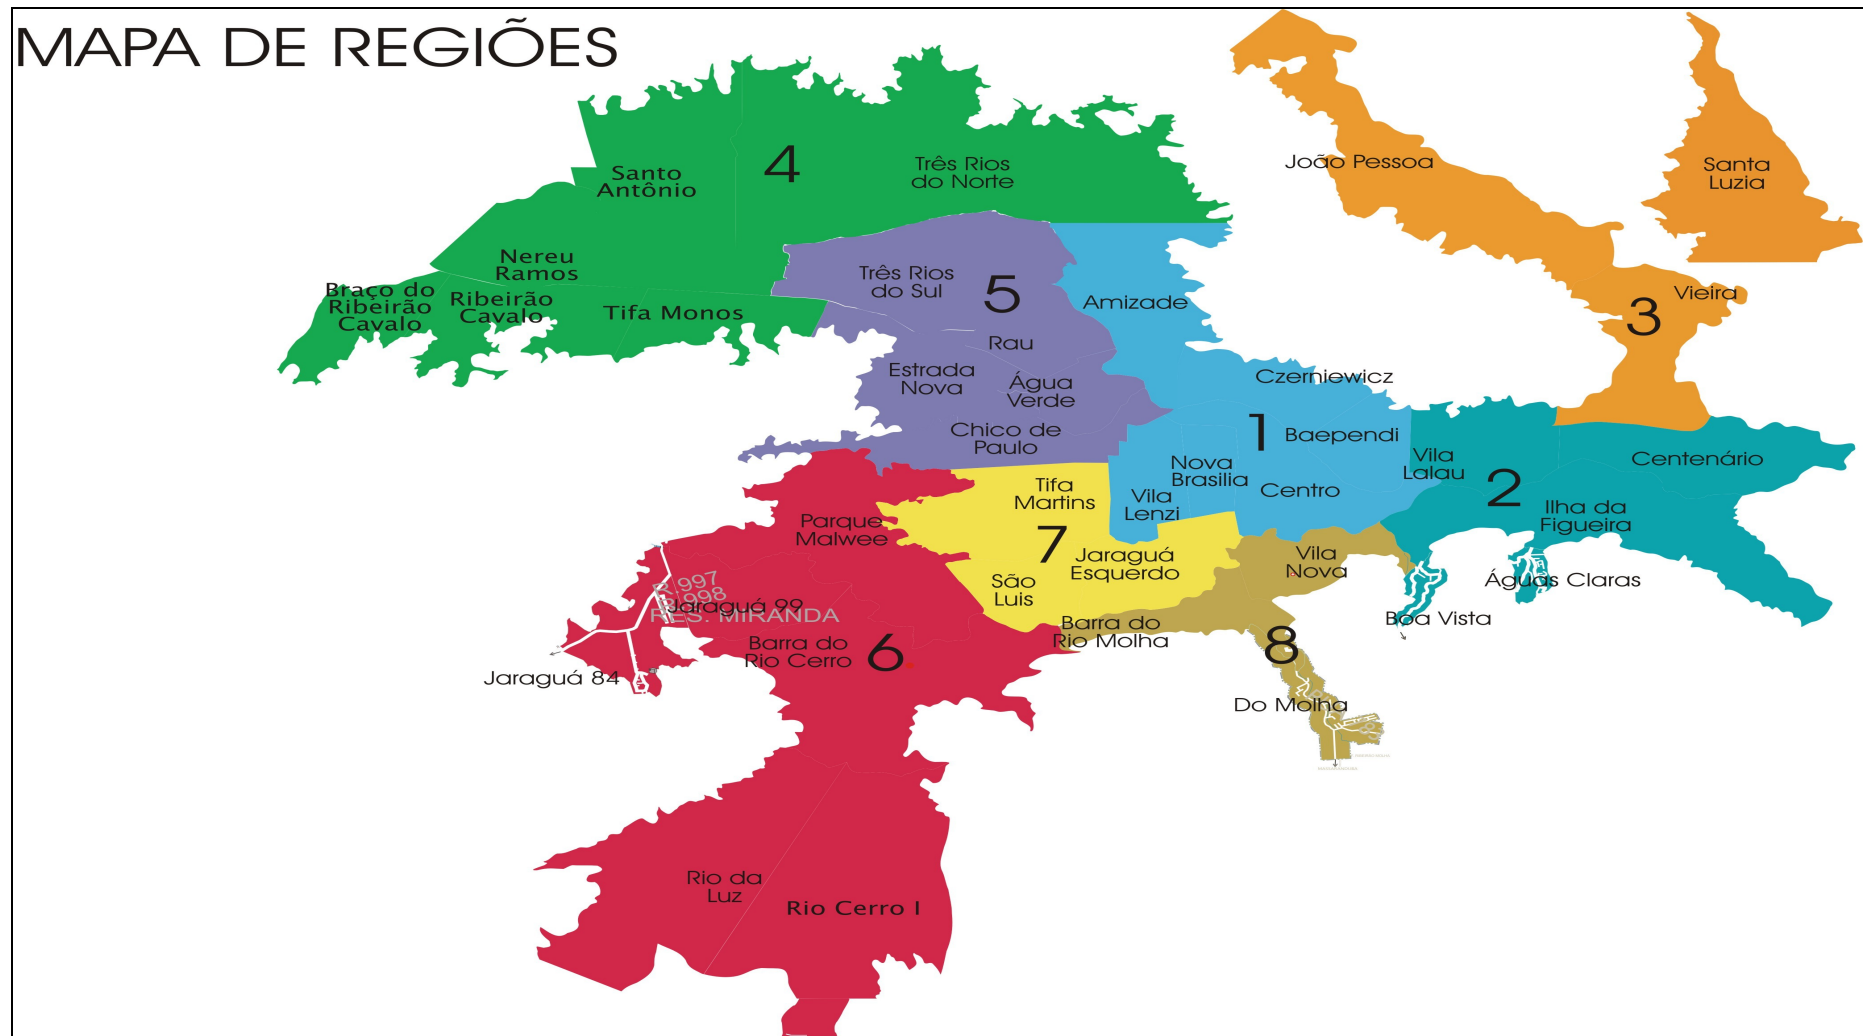 MAPA DE REGIÕES
4
Santo
Antônio
Três Rios
do Norte
Nereu
Ramos
Braço do
Ribeirão
Cavalo
Ribeirão
Cavalo
Tifa Monos
João Pessoa
Santa
Luzia
Vieira
3
Três Rios
do Sul
5
Rau
Estrada
Nova
Água
Verde
Chico de
Paulo
Amizade
Czerniewicz
1
Baependi
Nova
Brasilia
Centro
Vila
Lenzi
Vila
Lalau
2
Centenário
Ilha da
Figueira
Águas Claras
Boa Vista
Tifa
Martins
7
Jaraguá
Esquerdo
São
Luis
Vila
Nova
Barra do
Rio Molha
8
Do Molha
Parque
Malwee
R.997
R.998
Jaraguá 99
RES. MIRANDA
Barra do
Rio Cerro
6
Jaraguá 84
Rio da
Luz
Rio Cerro I